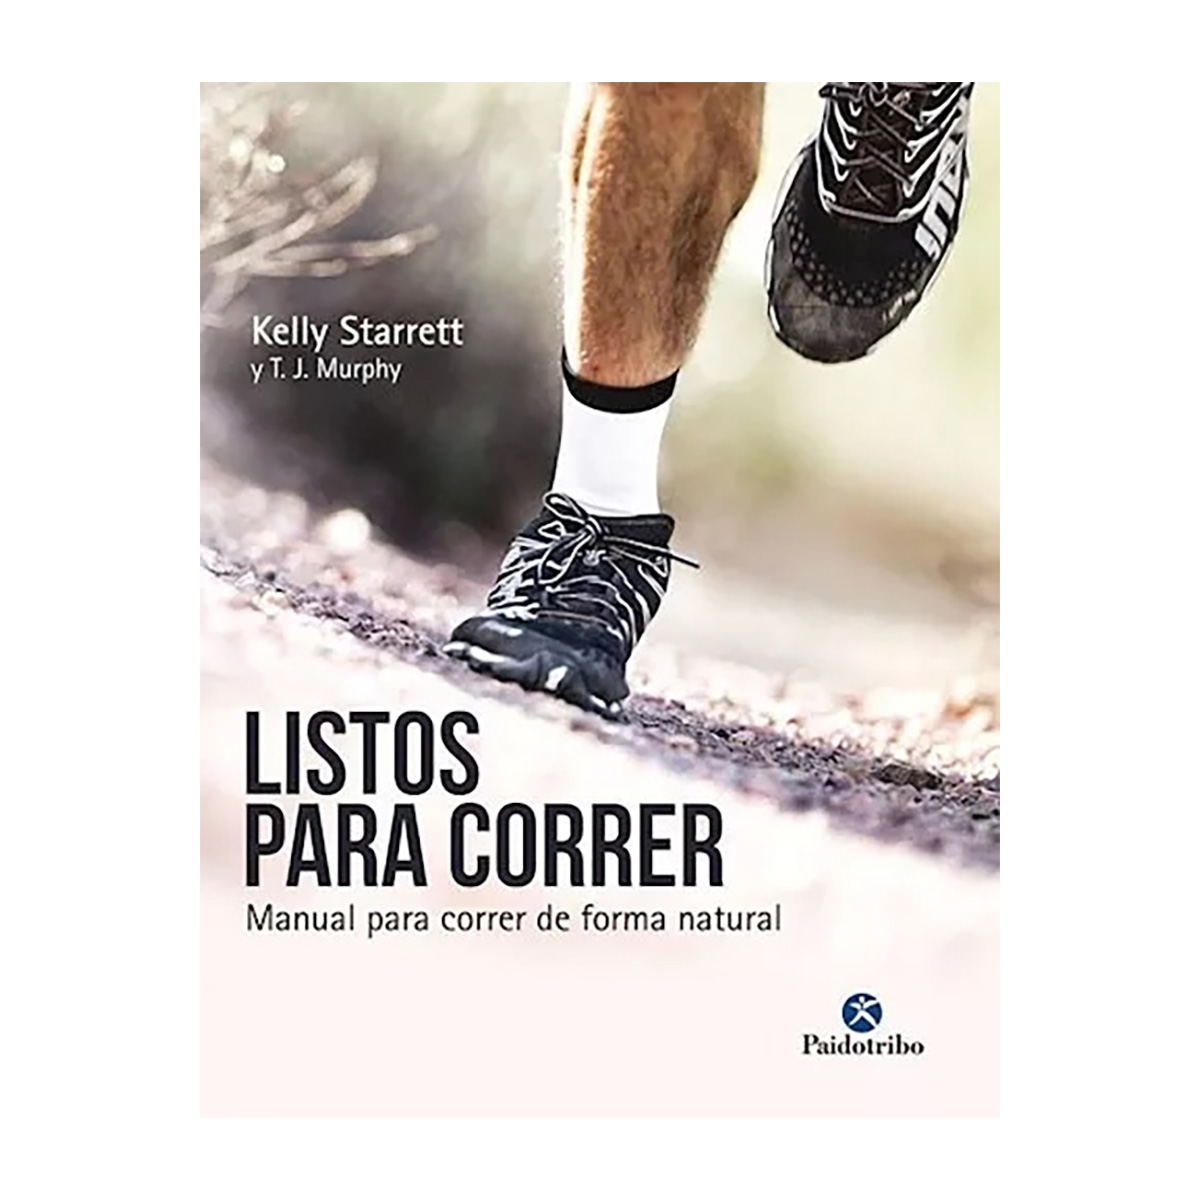 Kelly Starrett
y T. J. Murphy
LISTOS
PARA CORRER
Manual para correr de forma natural
Paidotribo